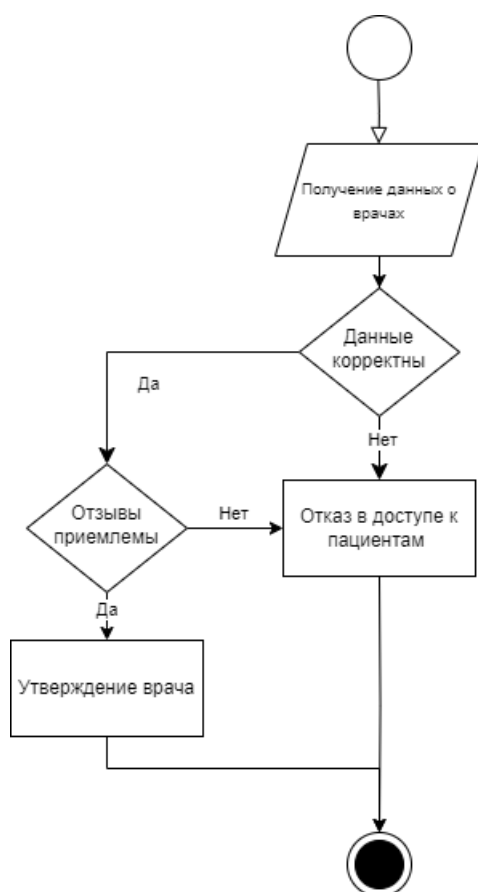 Получение данных о
врачах
Данные
корректны
Да
Нет
Отзывы
приемлемы
Нет
Отказ в доступе к
пациентам
Да
Утверждение врача